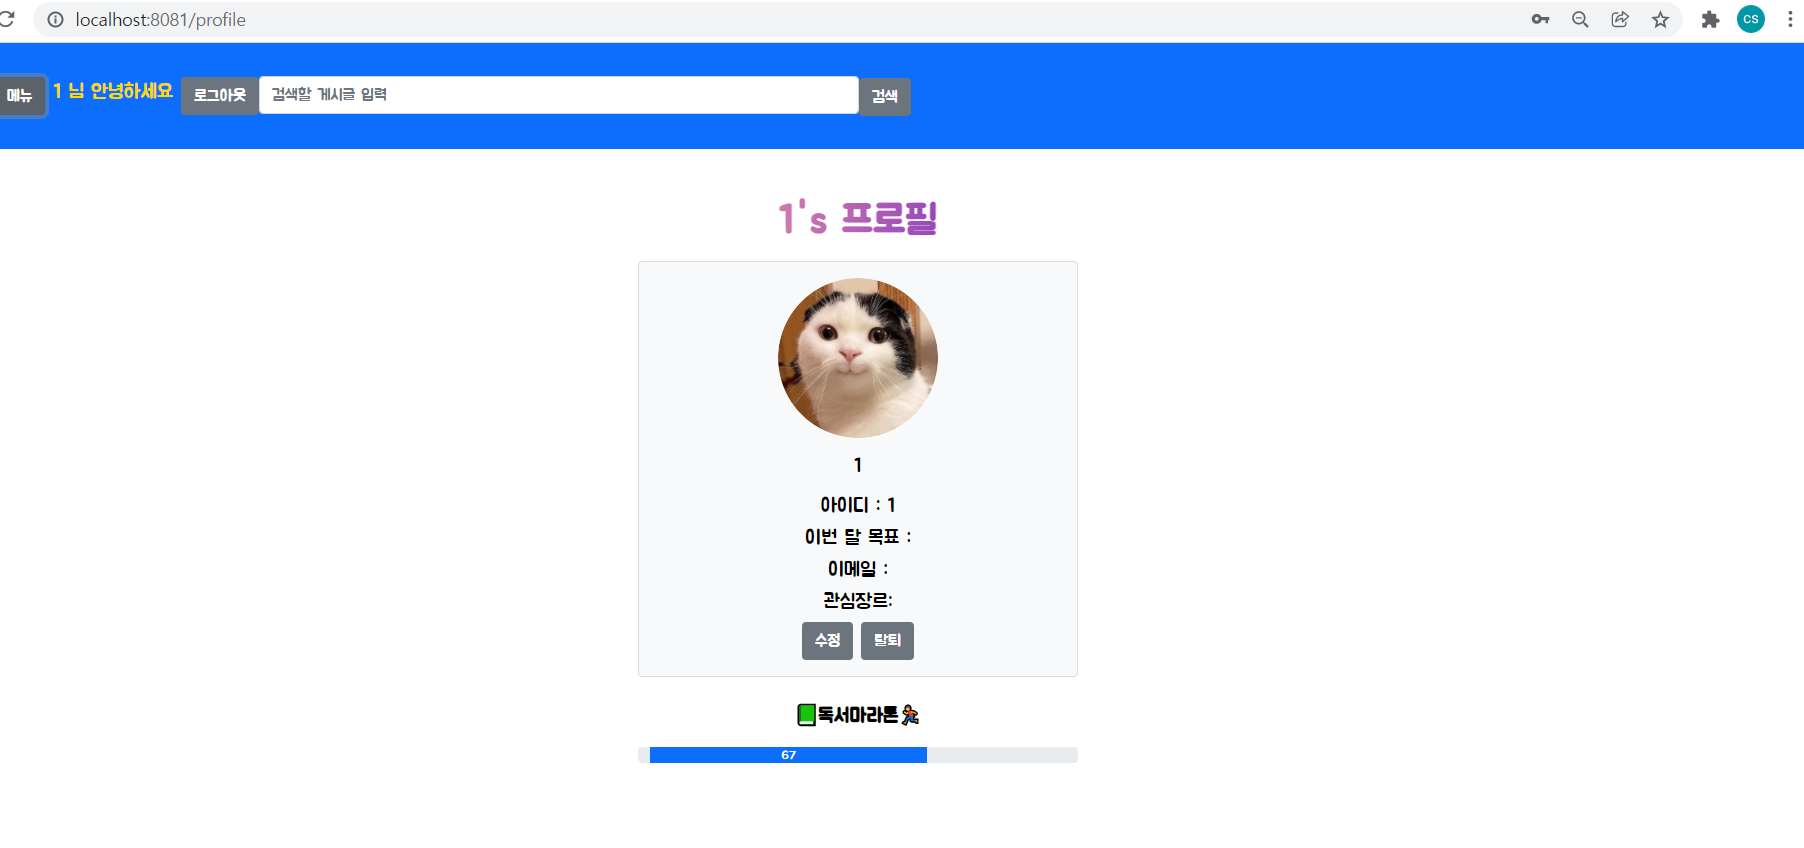 localhost:8081/profile
CS
메뉴 1 님 안녕하세요 로그아웃 검색할 게시글 입력 검색
1's 프로필
1
아이디 : 1
이번 달 목표 :
이메일 :
관심장르:
수정 탈퇴
📗독서마라톤🏃
67